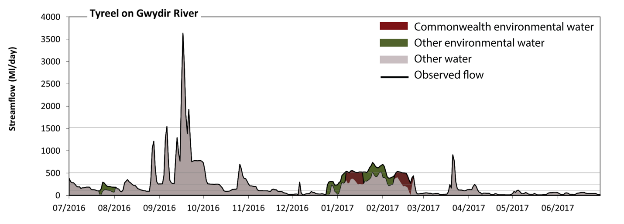 Tyreel on Gwydir River
Streamflow (Ml/day)
4000
3500
3000
2500
2000
1500
1000
500
0
Commonwealth environmental water
Other environmental water
Other water
Observed flow
07/2016 08/2016 09/2016 10/2016 11/2016 12/2016 01/2017 02/2017 03/2017 04/2017 05/2017 06/2017